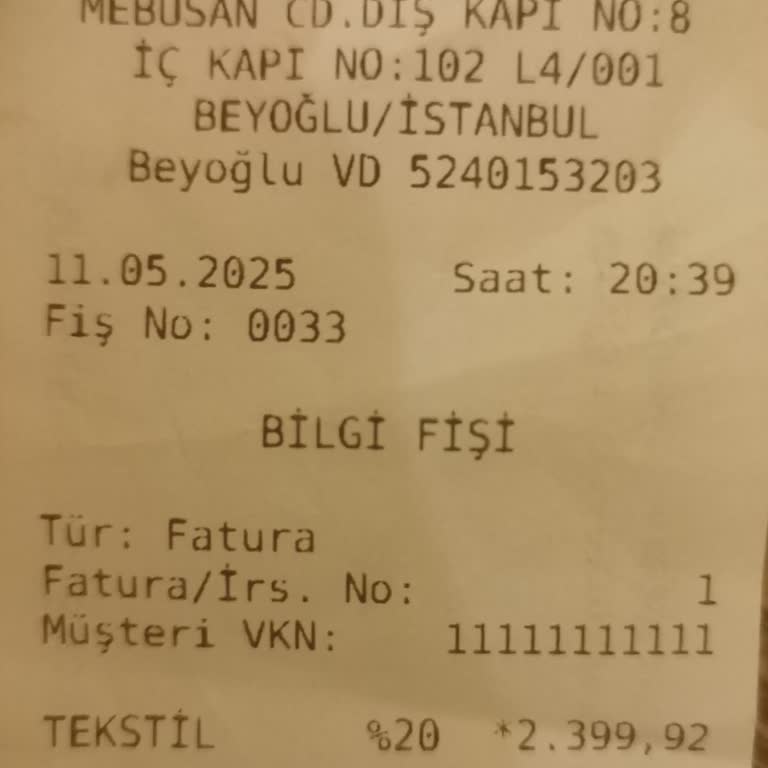 MEBUSAN CD.DIŞ KAPI NO:8
İÇ KAPI NO:102 L4/001
BEYOĞLU/İSTANBUL
Beyoğlu VD 5240153203
11.05.2025 Saat: 20:39
Fiş No: 0033
BİLGİ FİŞİ
Tür: Fatura
Fatura/İrs. No: 1
Müşteri VKN: 11111111111
TEKSTİL %20 *2.399,92